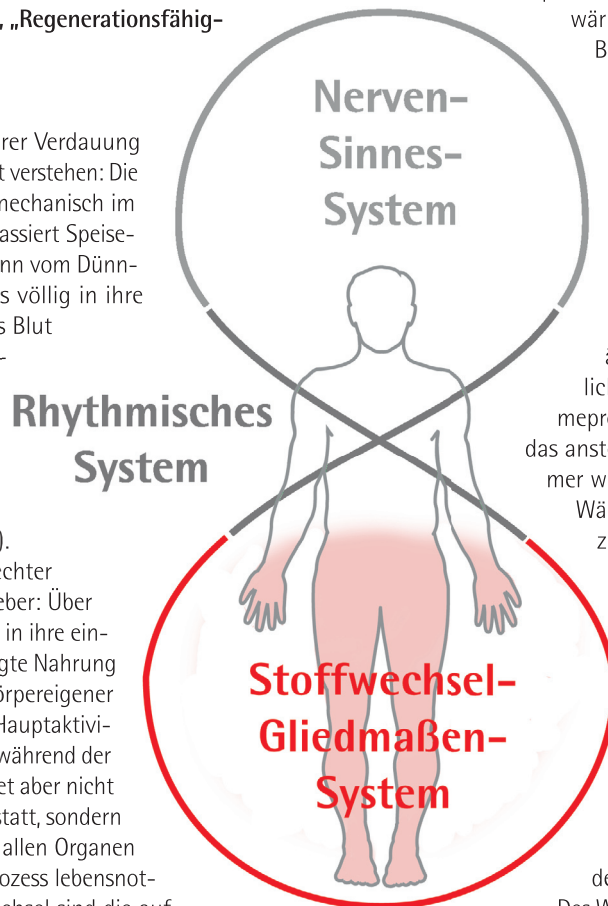 , „Regenerationsfähig-
rer Verdauung
t verstehen: Die
mechanisch im
assiert Speise-
nn vom Dünn-
s völlig in ihre
s Blut
-
).
echter
eber: Über
in ihre ein-
gte Nahrung
örpereigener
Hauptaktivi-
während der
et aber nicht
statt, sondern
allen Organen
ozess lebensnot-
Nerven-
Sinnes-
System
Rhythmisches
System
Stoffwechsel-
Gliedmaßen-
System
wär
B
ä
lic
mepr
das anst
mer w
Wä
z
de